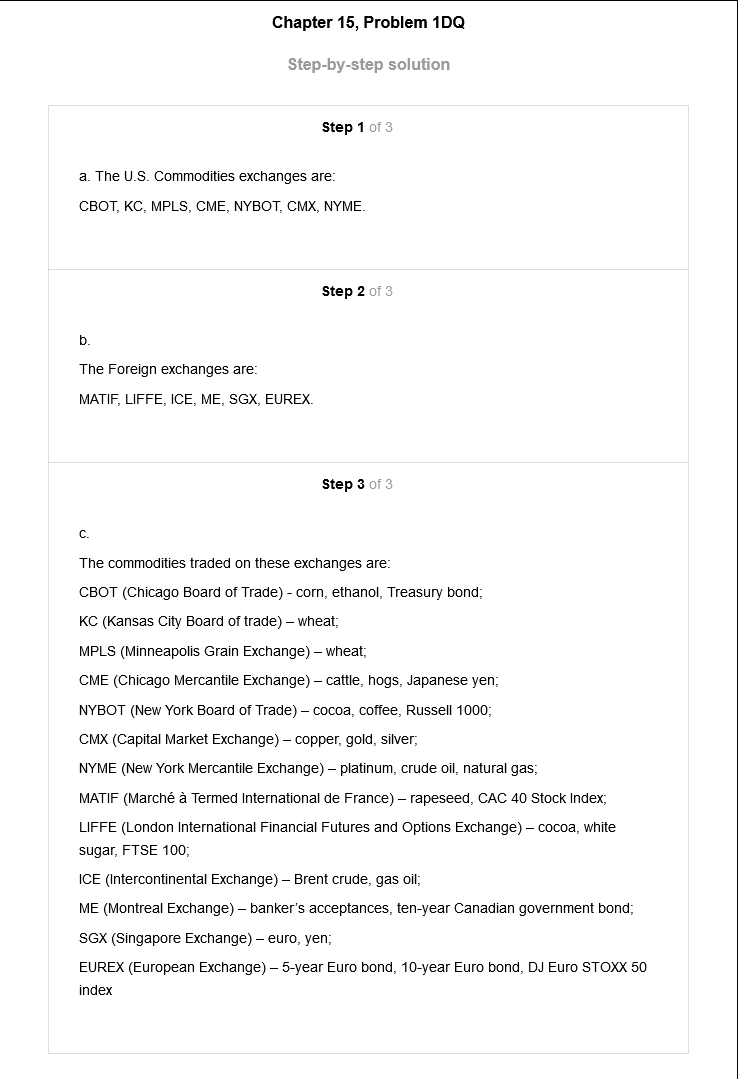 Chapter 15, Problem 1DQ
Step-by-step solution
Step 1 of 3
a. The U.S. Commodities exchanges are:
CBOT, KC, MPLS, CME, NYBOT, CMX, NYME.
Step 2 of 3
b.
The Foreign exchanges are:
MATIF, LIFFE, ICE, ME, SGX, EUREX.
Step 3 of 3
c.
The commodities traded on these exchanges are:
CBOT (Chicago Board of Trade) - corn, ethanol, Treasury bond;
KC (Kansas City Board of trade) – wheat;
MPLS (Minneapolis Grain Exchange) – wheat;
CME (Chicago Mercantile Exchange) – cattle, hogs, Japanese yen;
NYBOT (New York Board of Trade) – cocoa, coffee, Russell 1000;
CMX (Capital Market Exchange) – copper, gold, silver;
NYME (New York Mercantile Exchange) – platinum, crude oil, natural gas;
MATIF (Marché à Termed International de France) – rapeseed, CAC 40 Stock Index;
LIFFE (London International Financial Futures and Options Exchange) – cocoa, white
sugar, FTSE 100;
ICE (Intercontinental Exchange) – Brent crude, gas oil;
ME (Montreal Exchange) – banker’s acceptances, ten-year Canadian government bond;
SGX (Singapore Exchange) – euro, yen;
EUREX (European Exchange) – 5-year Euro bond, 10-year Euro bond, DJ Euro STOXX 50
index